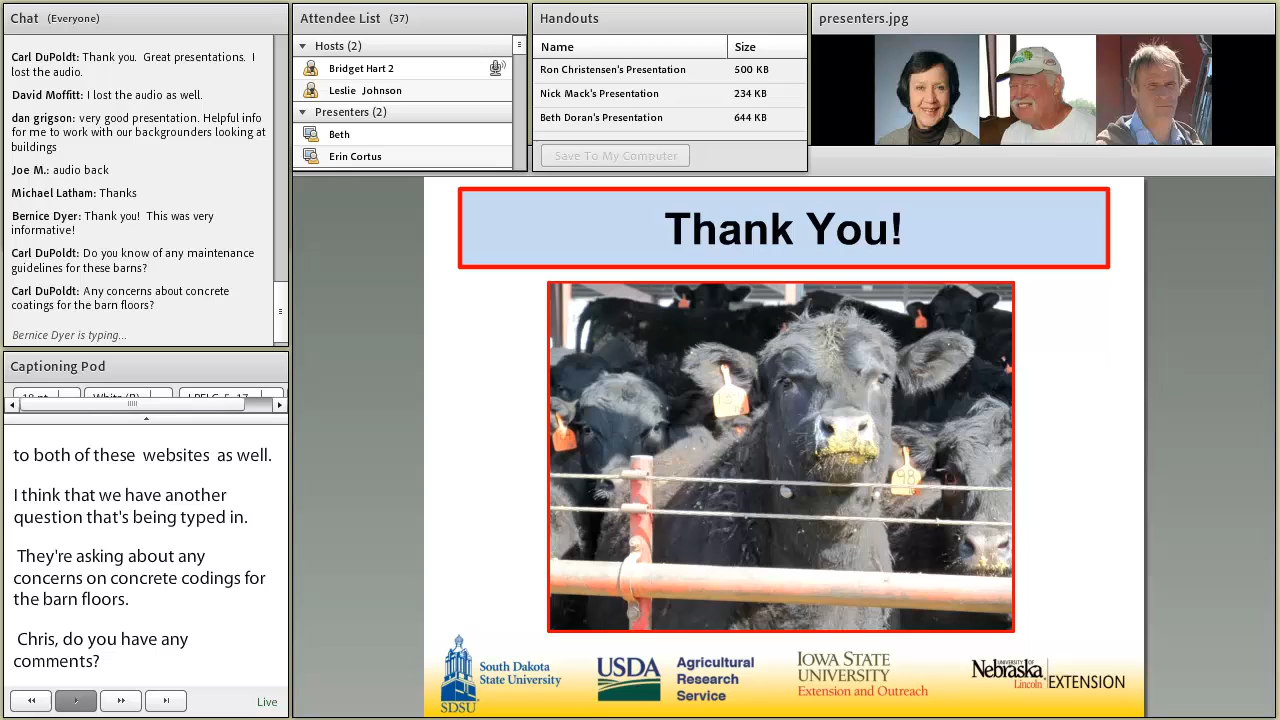 Chat (Everyone)
Carl DuPoldt: Thank you. Great presentations. I
lost the audio.
David Moffitt: I lost the audio as well.
dan grigson: very good presentation. Helpful info
for me to work with our backgrounders looking at
buildings
Joe M.: audio back
Michael Latham: Thanks
Bernice Dyer: Thank you! This was very
informative!
Carl DuPoldt: Do you know of any maintenance
guidelines for these barns?
Carl DuPoldt: Any concerns about concrete
coatings for the barn floors?
Bernice Dyer is typing...
Captioning Pod
to both of these websites as well.
I think that we have another
question that's being typed in.
They're asking about any
concerns on concrete codings for
the barn floors.
Chris, do you have any
comments?
Live
Attendee List (37)
Hosts (2)
Bridget Hart 2
Leslie Johnson
Presenters (2)
Beth
Erin Cortus
Handouts
Name Size
Ron Christensen's Presentation 500 KB
Nick Mack's Presentation 234 KB
Beth Doran's Presentation 644 KB
Save To My Computer
presenters.jpg
Thank You!
98
SDSU
South Dakota
State University
USDA
Agricultural
Research
Service
IOWA STATE
UNIVERSITY
Extension and Outreach
UNIVERSITY OF
Nebraska
Lincoln
EXTENSION